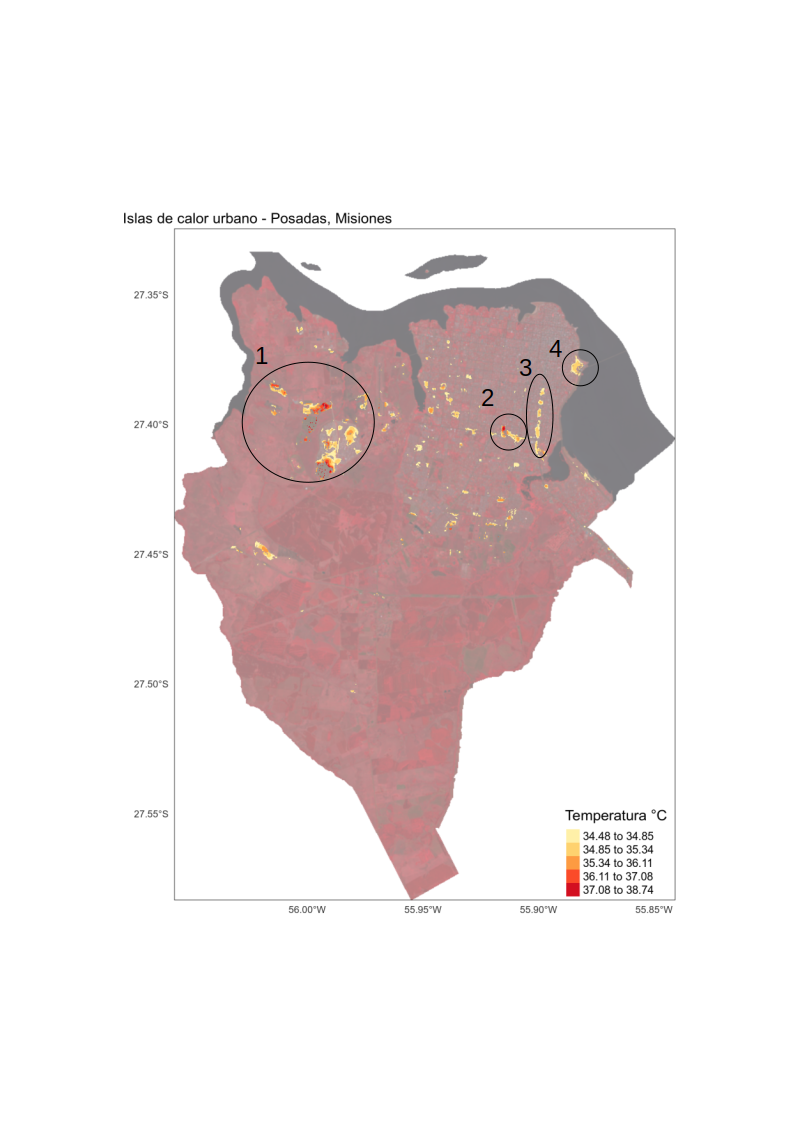 Islas de calor urbano - Posadas, Misiones
27.35°S
4
1
3
2
27.40°S
27.45°S
27.50°S
27.55°S
Temperatura °C
34.48 to 34.85
34.85 to 35.34
35.34 to 36.11
36.11 to 37.08
37.08 to 38.74
56.00°W
55.95°W
55.90°W
55.85°W